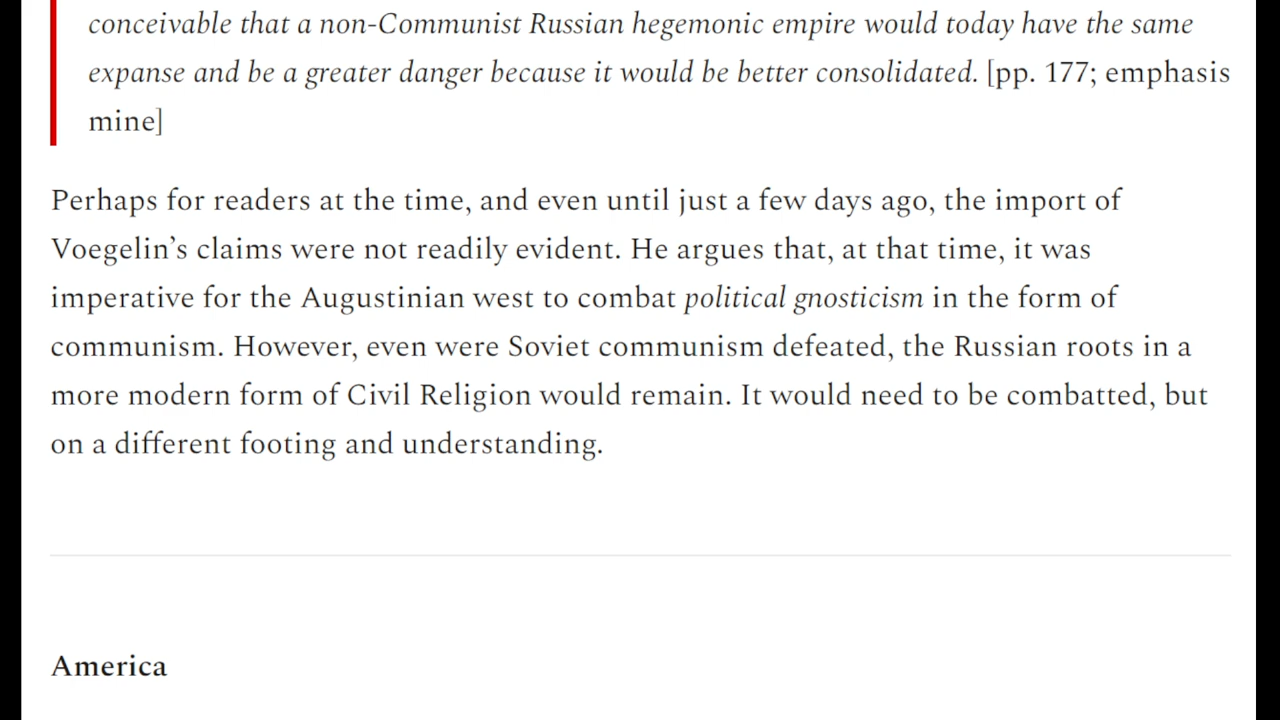 conceivable that a non-Communist Russian hegemonic empire would today have the same
expanse and be a greater danger because it would be better consolidated. [pp. 177; emphasis
mine]
Perhaps for readers at the time, and even until just a few days ago, the import of
Voegelin’s claims were not readily evident. He argues that, at that time, it was
imperative for the Augustinian west to combat political gnosticism in the form of
communism. However, even were Soviet communism defeated, the Russian roots in a
more modern form of Civil Religion would remain. It would need to be combatted, but
on a different footing and understanding.
America